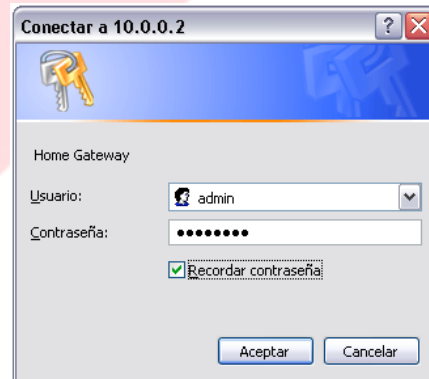 Conectar a 10.0.0.2
Home Gateway
Usuario:
admin
Contraseña:
••••••••
Recordar contraseña
Aceptar
Cancelar